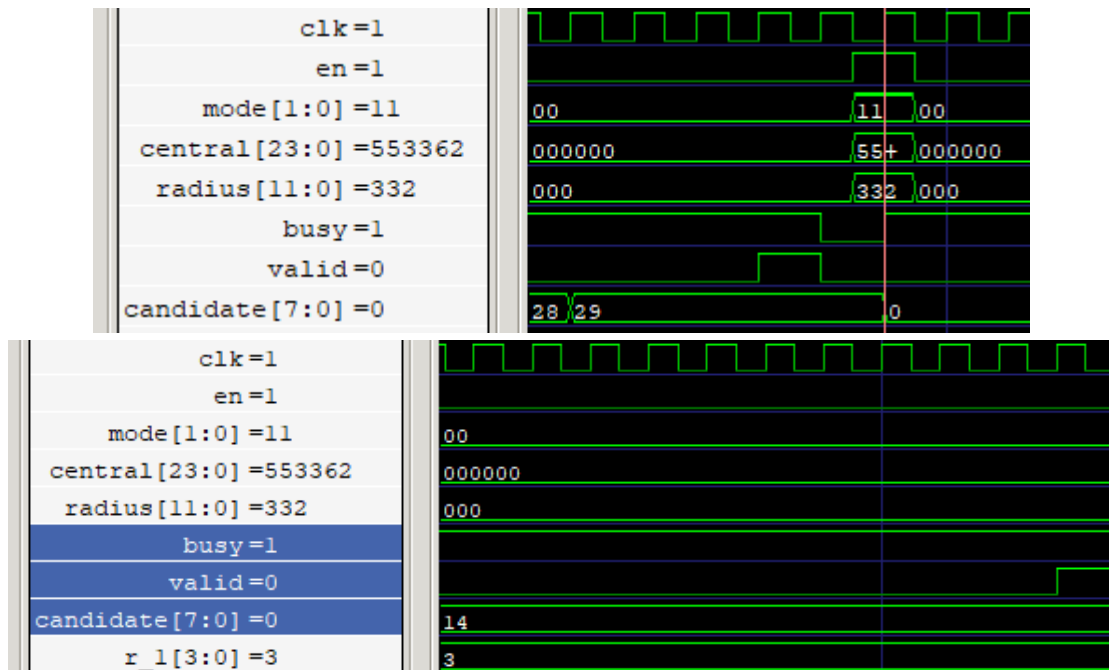 clk=1
en=1
mode[1:0]=11 00 11 00
central[23:0]=553362 000000 55+ 000000
radius[11:0]=332 000 332 000
busy=1
valid=0
candidate[7:0]=0 28 29 0
clk=1
en=1
mode[1:0]=11 00
central[23:0]=553362 000000
radius[11:0]=332 000
busy=1
valid=0
candidate[7:0]=0 14
r_1[3:0]=3 3